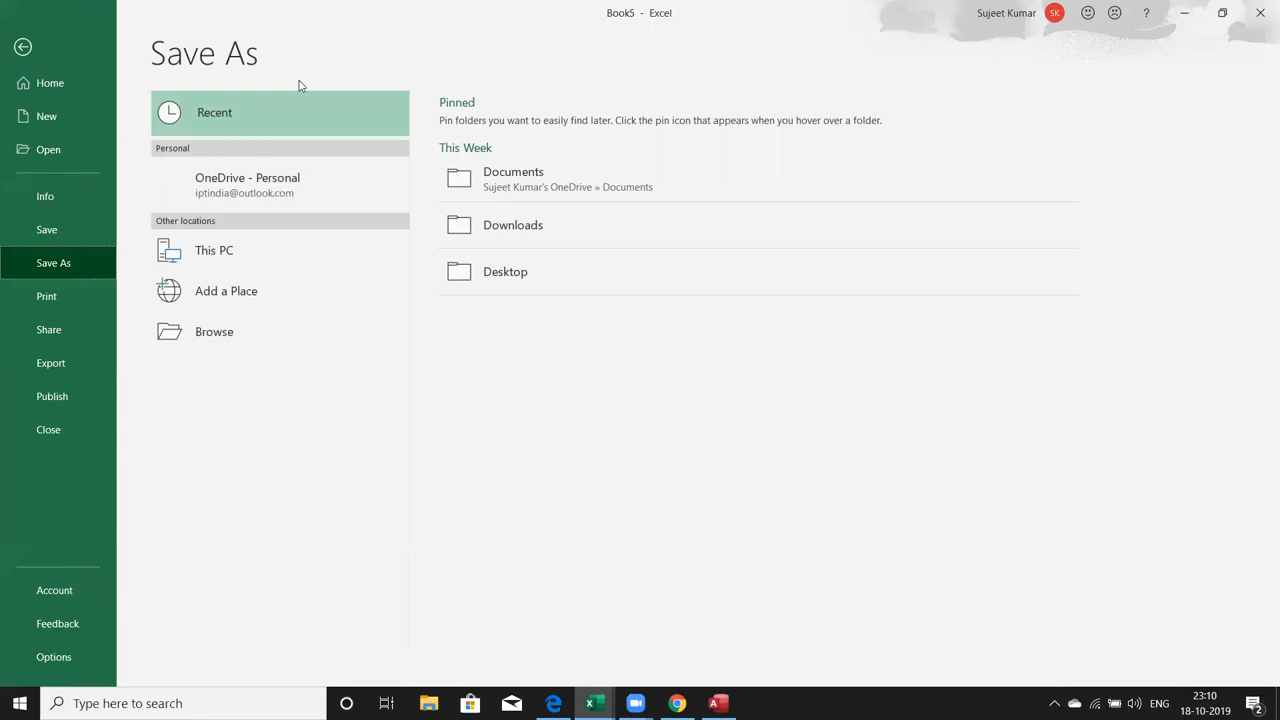 Book5 - Excel
Sujeet Kumar
SK
?
Save As
Home
New
Open
Info
Save
Save As
Print
Share
Export
Publish
Close
Account
Feedback
Options
Recent
Personal
OneDrive - Personal
iptindia@outlook.com
Other locations
This PC
Add a Place
Browse
Pinned
Pin folders you want to easily find later. Click the pin icon that appears when you hover over a folder.
This Week
Documents
Sujeet Kumar's OneDrive » Documents
Downloads
Desktop
Type here to search
ENG
23:10
18-10-2019
2